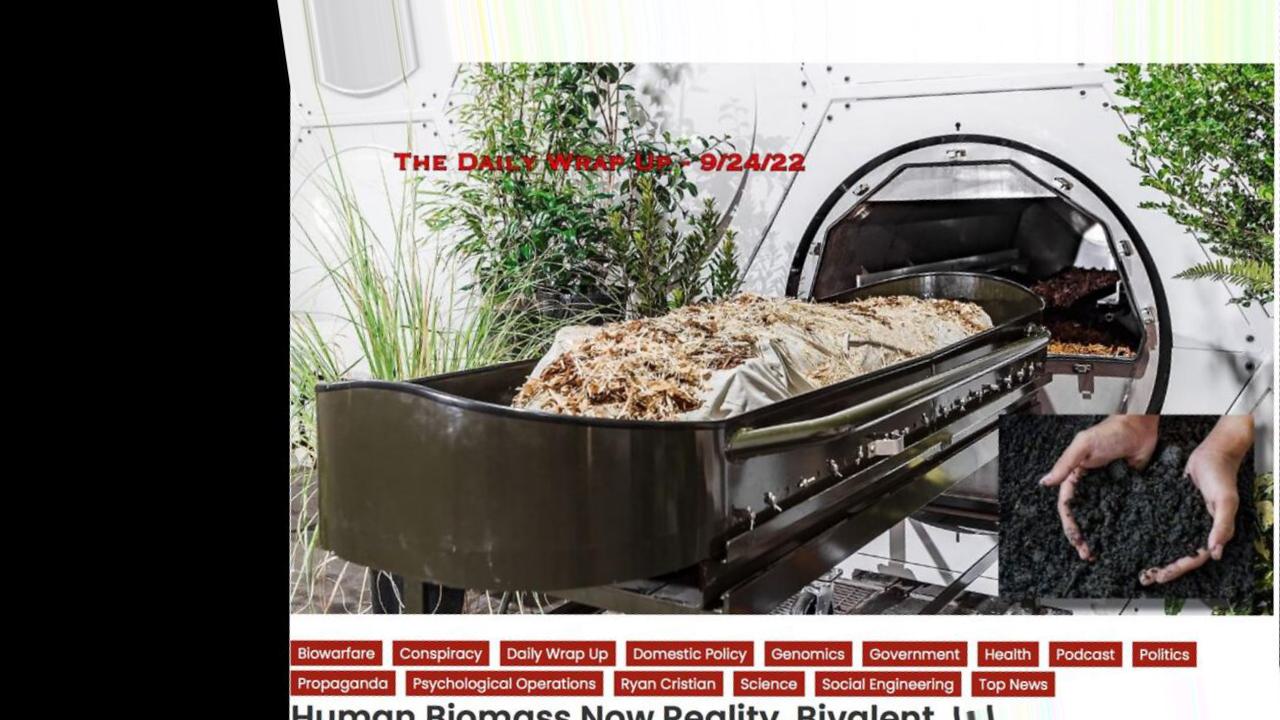 THE DAILY WRAP UP - 9/24/22
Biowarfare Conspiracy Daily Wrap Up Domestic Policy Genomics Government Health Podcast Politics
Propaganda Psychological Operations Ryan Cristian Science Social Engineering Top News
Human Biomass Now Reality, Bivalent